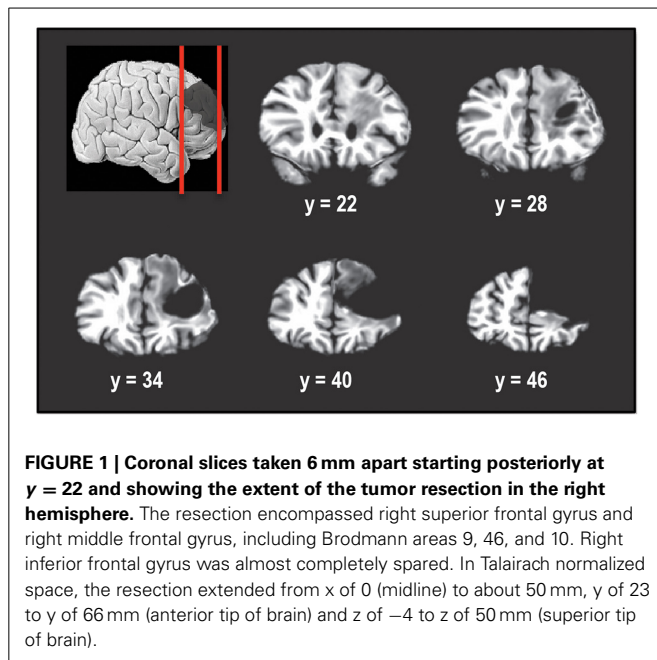 y = 22
y = 28
y = 34
y = 40
y = 46
FIGURE 1 | Coronal slices taken 6 mm apart starting posteriorly at
y = 22 and showing the extent of the tumor resection in the right
hemisphere. The resection encompassed right superior frontal gyrus and
right middle frontal gyrus, including Brodmann areas 9, 46, and 10. Right
inferior frontal gyrus was almost completely spared. In Talairach normalized
space, the resection extended from x of 0 (midline) to about 50 mm, y of 23
to y of 66 mm (anterior tip of brain) and z of −4 to z of 50 mm (superior tip
of brain).